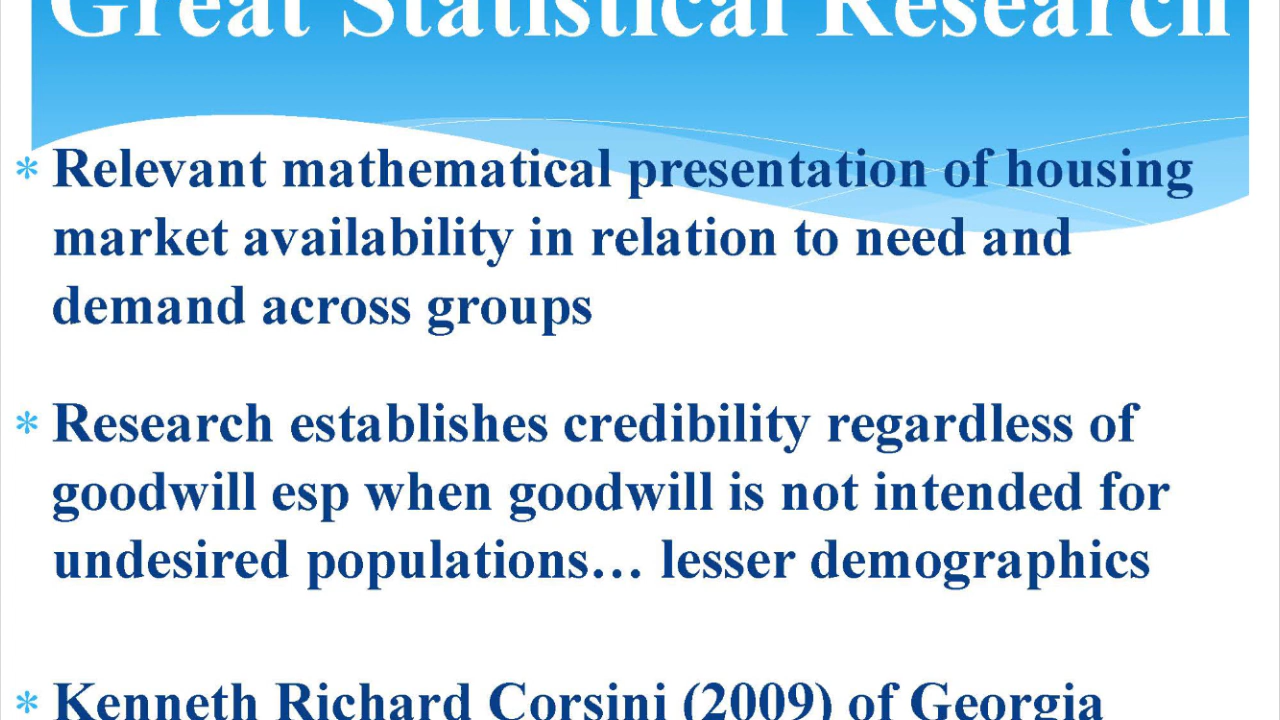 Great Statistical Research
* Relevant mathematical presentation of housing
market availability in relation to need and
demand across groups
* Research establishes credibility regardless of
goodwill esp when goodwill is not intended for
undesired populations… lesser demographics
* Kenneth Richard Corsini (2009) of Georgia